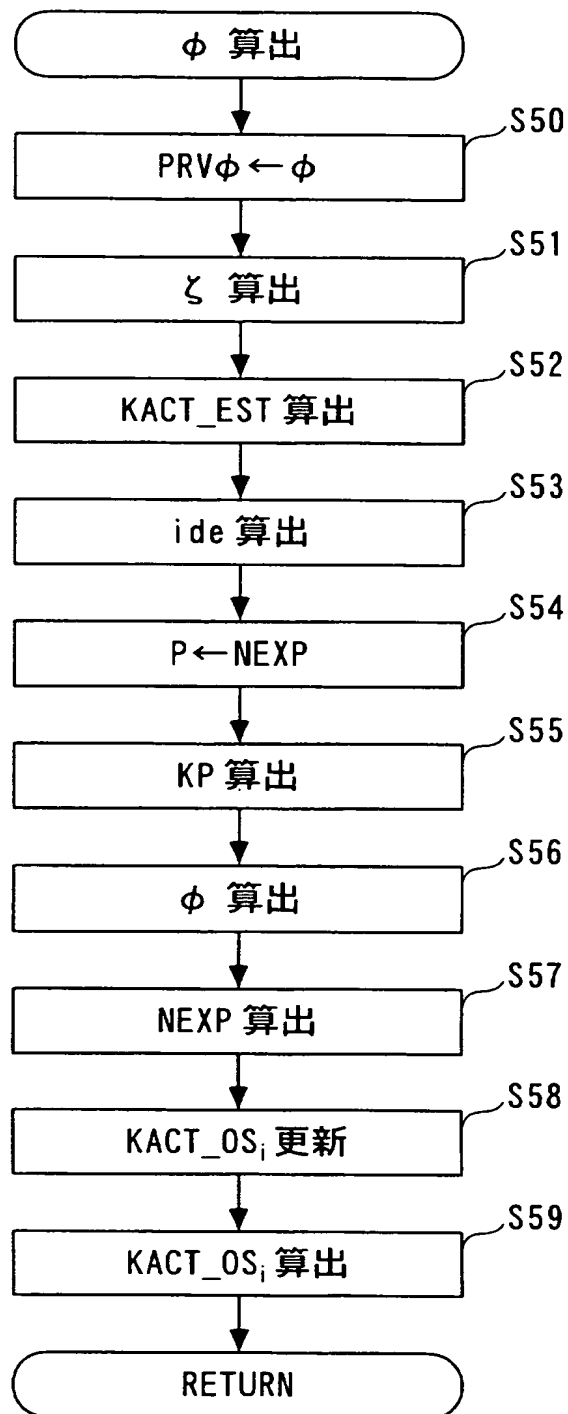 φ 算出
S50
PRVφ←φ
S51
ζ 算出
S52
KACT_EST 算出
S53
ide 算出
S54
P←NEXP
S55
KP 算出
S56
φ 算出
S57
NEXP 算出
S58
KACT_OSi 更新
S59
KACT_OSi 算出
RETURN